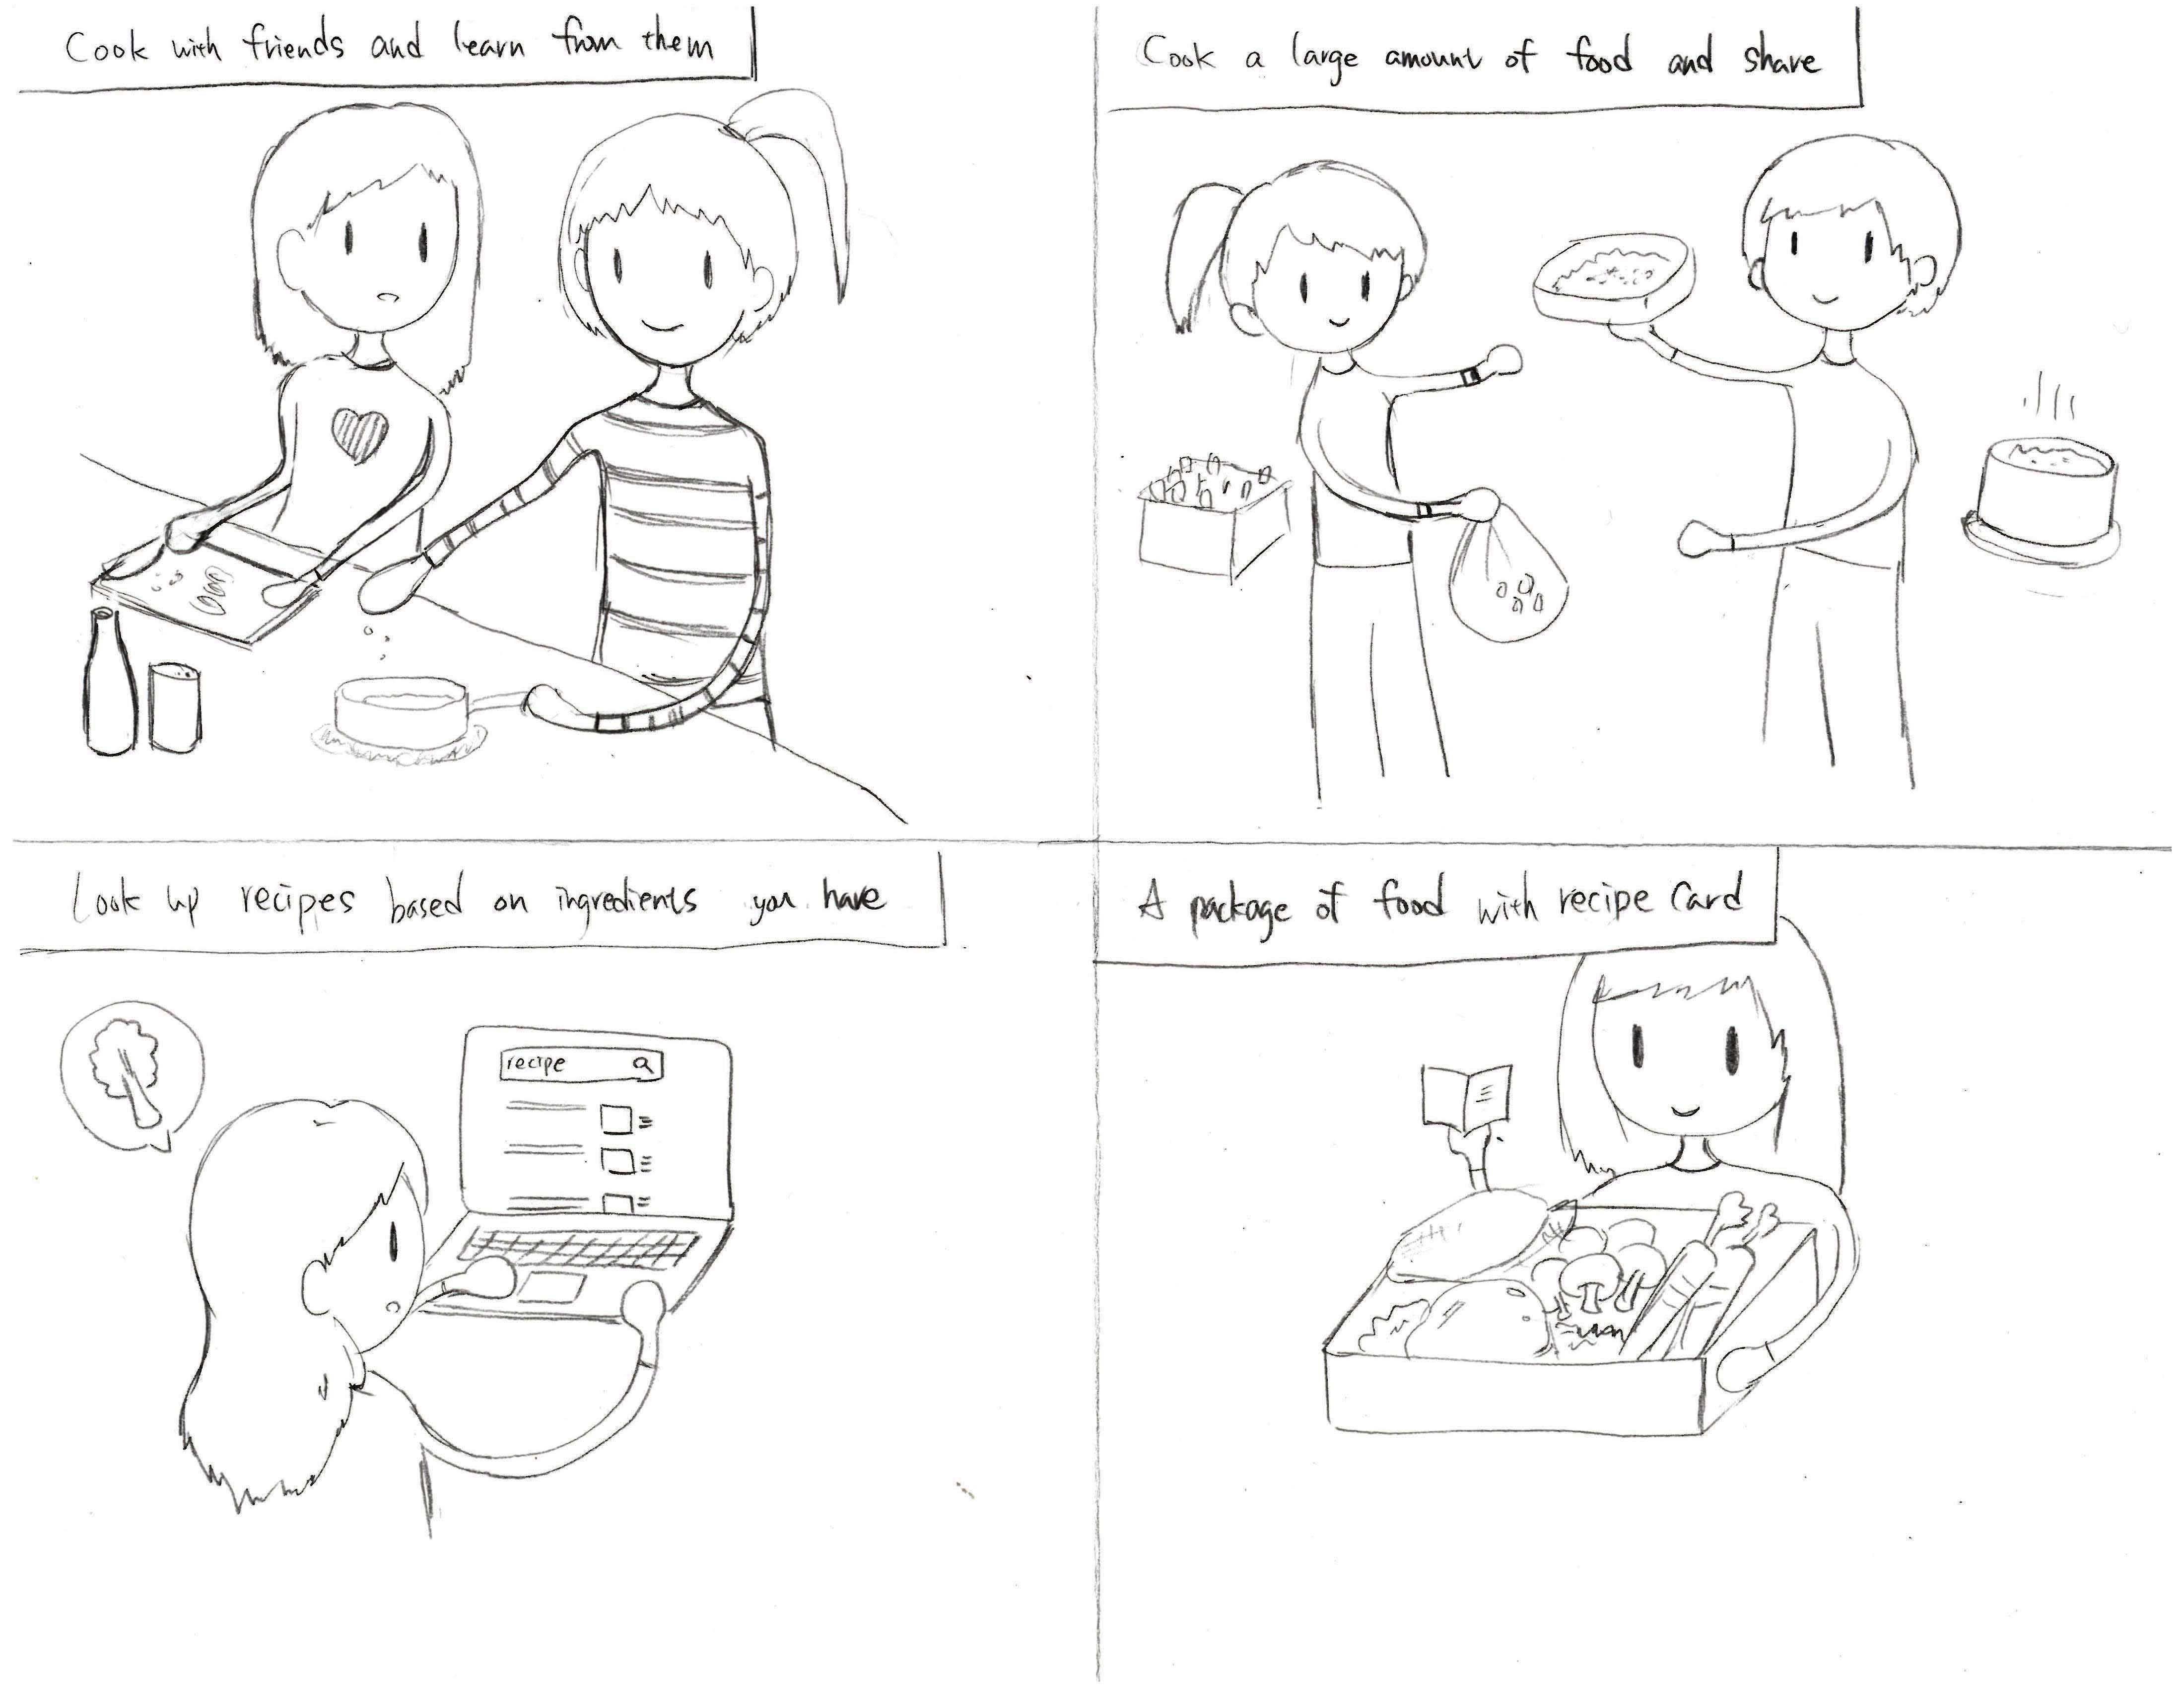 Cook with friends and learn from them
Cook a large amount of food and share
Look up recipes based on ingredients you have
recipe
A package of food with recipe card